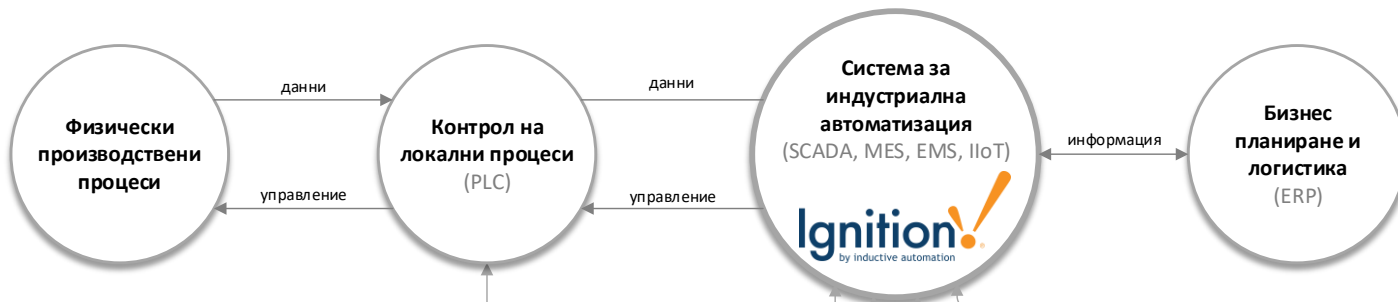 Физически
производствени
процеси
данни
управление
Контрол на
локални процеси
(PLC)
данни
управление
Система за
индустриална
автоматизация
(SCADA, MES, EMS, IIoT)
Ignition!
by inductive automation
®
информация
Бизнес
планиране и
логистика
(ERP)